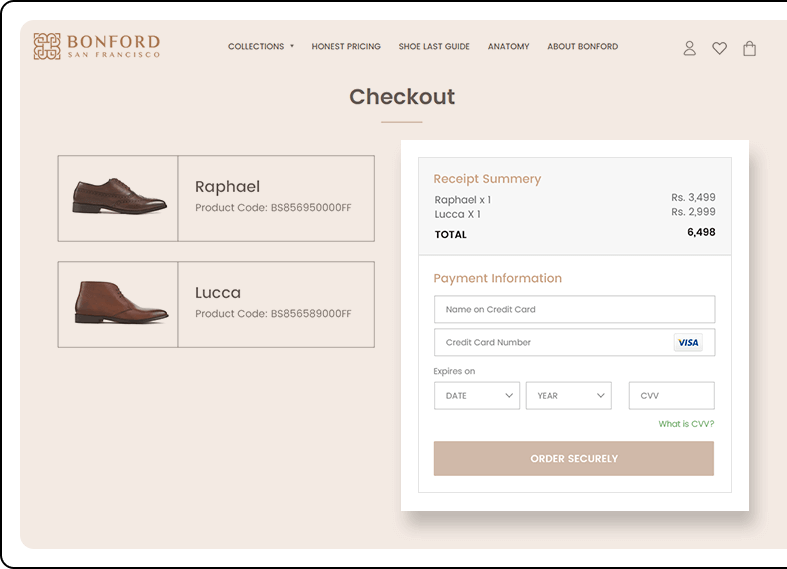 BONFORD
SAN FRANCISCO
COLLECTIONS
HONEST PRICING
SHOE LAST GUIDE
ANATOMY
ABOUT BONFORD
Checkout
Raphael
Product Code: BS856950000FF
Lucca
Product Code: BS856589000FF
Receipt Summery
Raphael x 1 Rs. 3,499
Lucca X 1 Rs. 2,999
TOTAL 6,498
Payment Information
Name on Credit Card
Credit Card Number VISA
Expires on
DATE YEAR CVV
What is CVV?
ORDER SECURELY